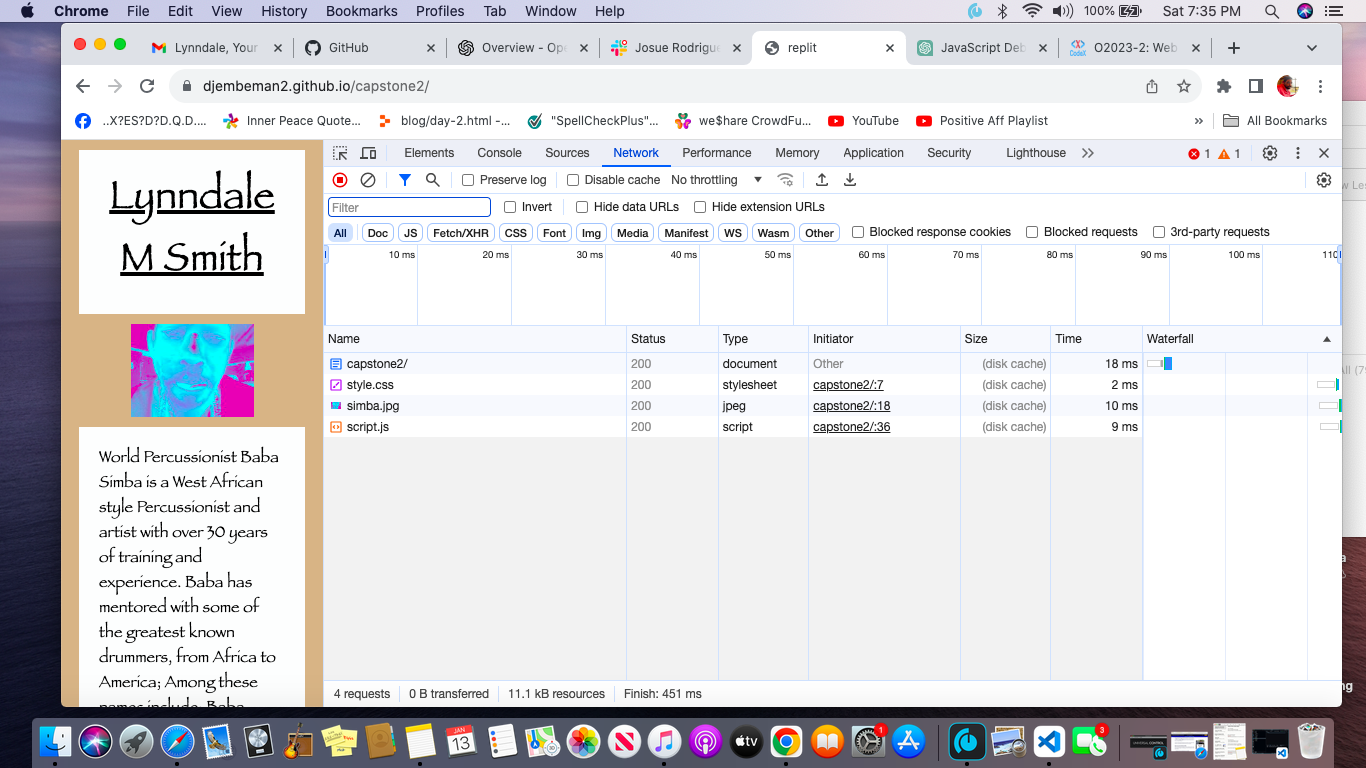 Chrome File Edit View History Bookmarks Profiles Tab Window Help 100% Sat 7:35 PM
Lynndale, Your GitHub Overview - Ope Josue Rodrigue replit JavaScript Deb O2023-2: Web
djembeman2.github.io/capstone2/
..X?ES?D?D.Q.D.... Inner Peace Quote... blog/day-2.html -... "SpellCheckPlus"... we$hare CrowdFu... YouTube Positive Aff Playlist » All Bookmarks
Lynndale
M Smith
World Percussionist Baba
Simba is a West African
style Percussionist and
artist with over 30 years
of training and
experience. Baba has
mentored with some of
the greatest known
drummers, from Africa to
America; Among these
names include, Baba
Elements Console Sources Network Performance Memory Application Security Lighthouse » 1 1
Preserve log Disable cache No throttling
Filter Invert Hide data URLs Hide extension URLs
All Doc JS Fetch/XHR CSS Font Img Media Manifest WS Wasm Other Blocked response cookies Blocked requests 3rd-party requests
10 ms 20 ms 30 ms 40 ms 50 ms 60 ms 70 ms 80 ms 90 ms 100 ms 110
Name Status Type Initiator Size Time Waterfall
capstone2/ 200 document Other (disk cache) 18 ms
style.css 200 stylesheet capstone2/:7 (disk cache) 2 ms
simba.jpg 200 jpeg capstone2/:18 (disk cache) 10 ms
script.js 200 script capstone2/:36 (disk cache) 9 ms
4 requests 0 B transferred 11.1 kB resources Finish: 451 ms
JAN
13
tv
1
3